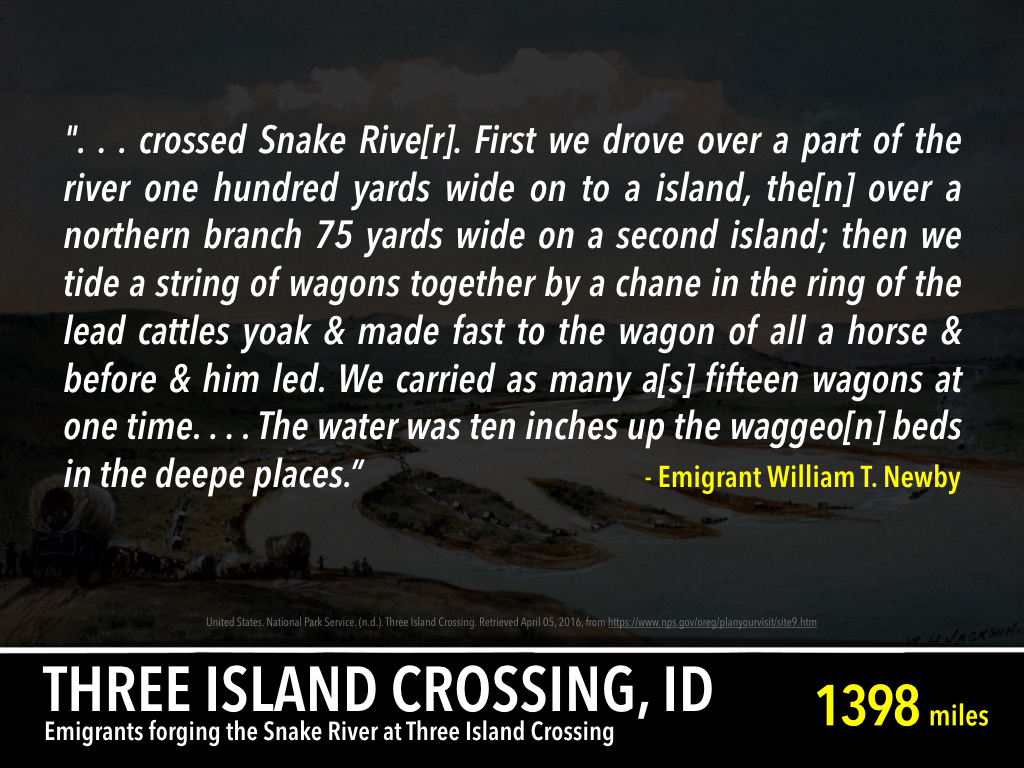 ". . . crossed Snake Rive[r]. First we drove over a part of the
river one hundred yards wide on to a island, the[n] over a
northern branch 75 yards wide on a second island; then we
tide a string of wagons together by a chane in the ring of the
lead cattles yoak & made fast to the wagon of all a horse &
before & him led. We carried as many a[s] fifteen wagons at
one time. . . . The water was ten inches up the waggeo[n] beds
in the deepe places.”
- Emigrant William T. Newby
United States. National Park Service. (n.d.). Three Island Crossing. Retrieved April 05, 2016, from https://www.nps.gov/oreg/planyourvisit/site9.htm
W. H. JACKSON.
THREE ISLAND CROSSING, ID
Emigrants forging the Snake River at Three Island Crossing
1398 miles